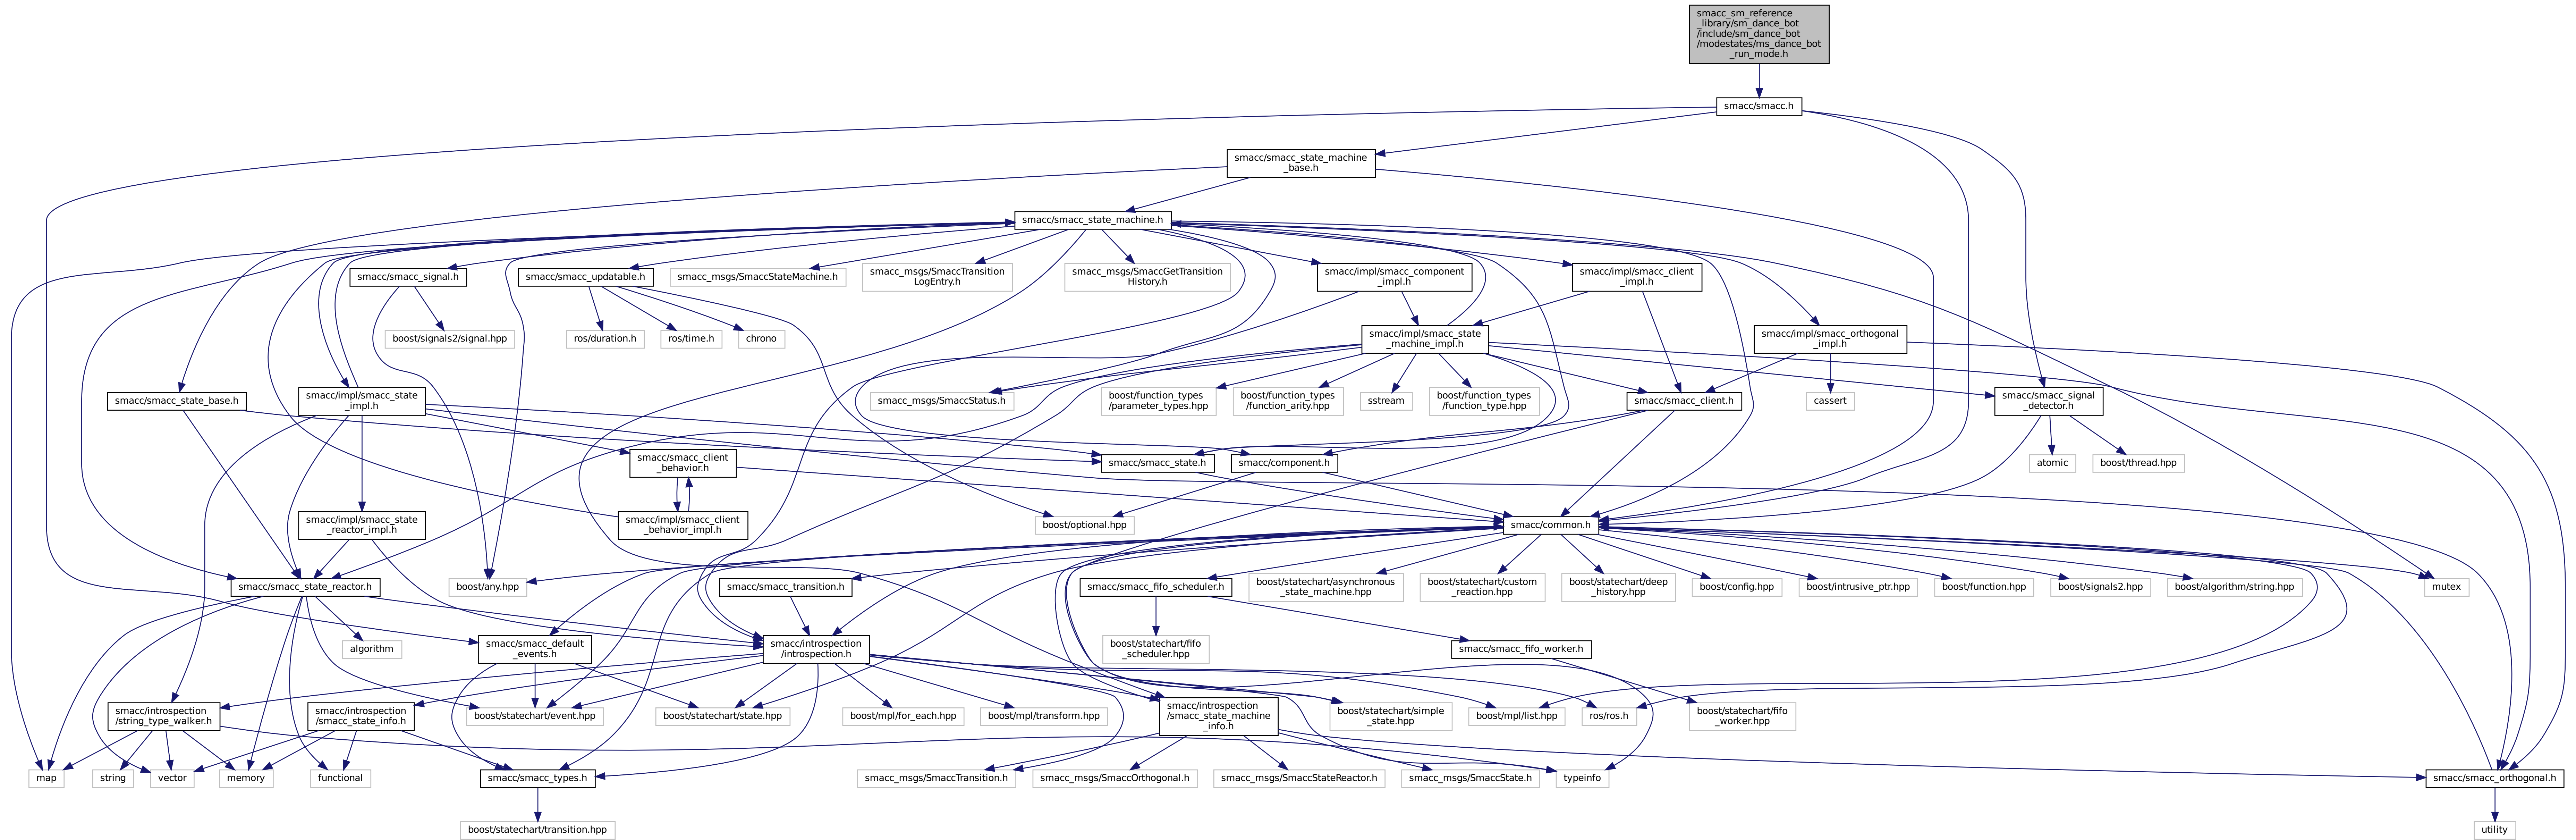 smacc_sm_reference
_library/sm_dance_bot
/include/sm_dance_bot
/modestates/ms_dance_bot
_run_mode.h
smacc/smacc.h
smacc/smacc_state_machine
_base.h
smacc/smacc_state_machine.h
smacc/smacc_signal.h
smacc/smacc_updatable.h
smacc_msgs/SmaccStateMachine.h
smacc_msgs/SmaccTransition
LogEntry.h
smacc_msgs/SmaccGetTransition
History.h
smacc/impl/smacc_component
_impl.h
smacc/impl/smacc_client
_impl.h
boost/signals2/signal.hpp
ros/duration.h
ros/time.h
chrono
smacc/impl/smacc_state
_machine_impl.h
smacc/impl/smacc_orthogonal
_impl.h
smacc/smacc_state_base.h
smacc/impl/smacc_state
_impl.h
smacc_msgs/SmaccStatus.h
boost/function_types
/parameter_types.hpp
boost/function_types
/function_arity.hpp
sstream
boost/function_types
/function_type.hpp
smacc/smacc_client.h
cassert
smacc/smacc_signal
_detector.h
smacc/smacc_client
_behavior.h
smacc/smacc_state.h
smacc/component.h
atomic
boost/thread.hpp
smacc/impl/smacc_state
_reactor_impl.h
smacc/impl/smacc_client
_behavior_impl.h
boost/optional.hpp
smacc/common.h
smacc/smacc_state_reactor.h
boost/any.hpp
smacc/smacc_transition.h
smacc/smacc_fifo_scheduler.h
boost/statechart/asynchronous
_state_machine.hpp
boost/statechart/custom
_reaction.hpp
boost/statechart/deep
_history.hpp
boost/config.hpp
boost/intrusive_ptr.hpp
boost/function.hpp
boost/signals2.hpp
boost/algorithm/string.hpp
mutex
algorithm
smacc/smacc_default
_events.h
smacc/introspection
/introspection.h
boost/statechart/fifo
_scheduler.hpp
smacc/smacc_fifo_worker.h
smacc/introspection
/string_type_walker.h
smacc/introspection
/smacc_state_info.h
boost/statechart/event.hpp
boost/statechart/state.hpp
boost/mpl/for_each.hpp
boost/mpl/transform.hpp
smacc/introspection
/smacc_state_machine
_info.h
boost/statechart/simple
_state.hpp
boost/mpl/list.hpp
ros/ros.h
boost/statechart/fifo
_worker.hpp
map
string
vector
memory
functional
smacc/smacc_types.h
smacc_msgs/SmaccTransition.h
smacc_msgs/SmaccOrthogonal.h
smacc_msgs/SmaccStateReactor.h
smacc_msgs/SmaccState.h
typeinfo
smacc/smacc_orthogonal.h
boost/statechart/transition.hpp
utility